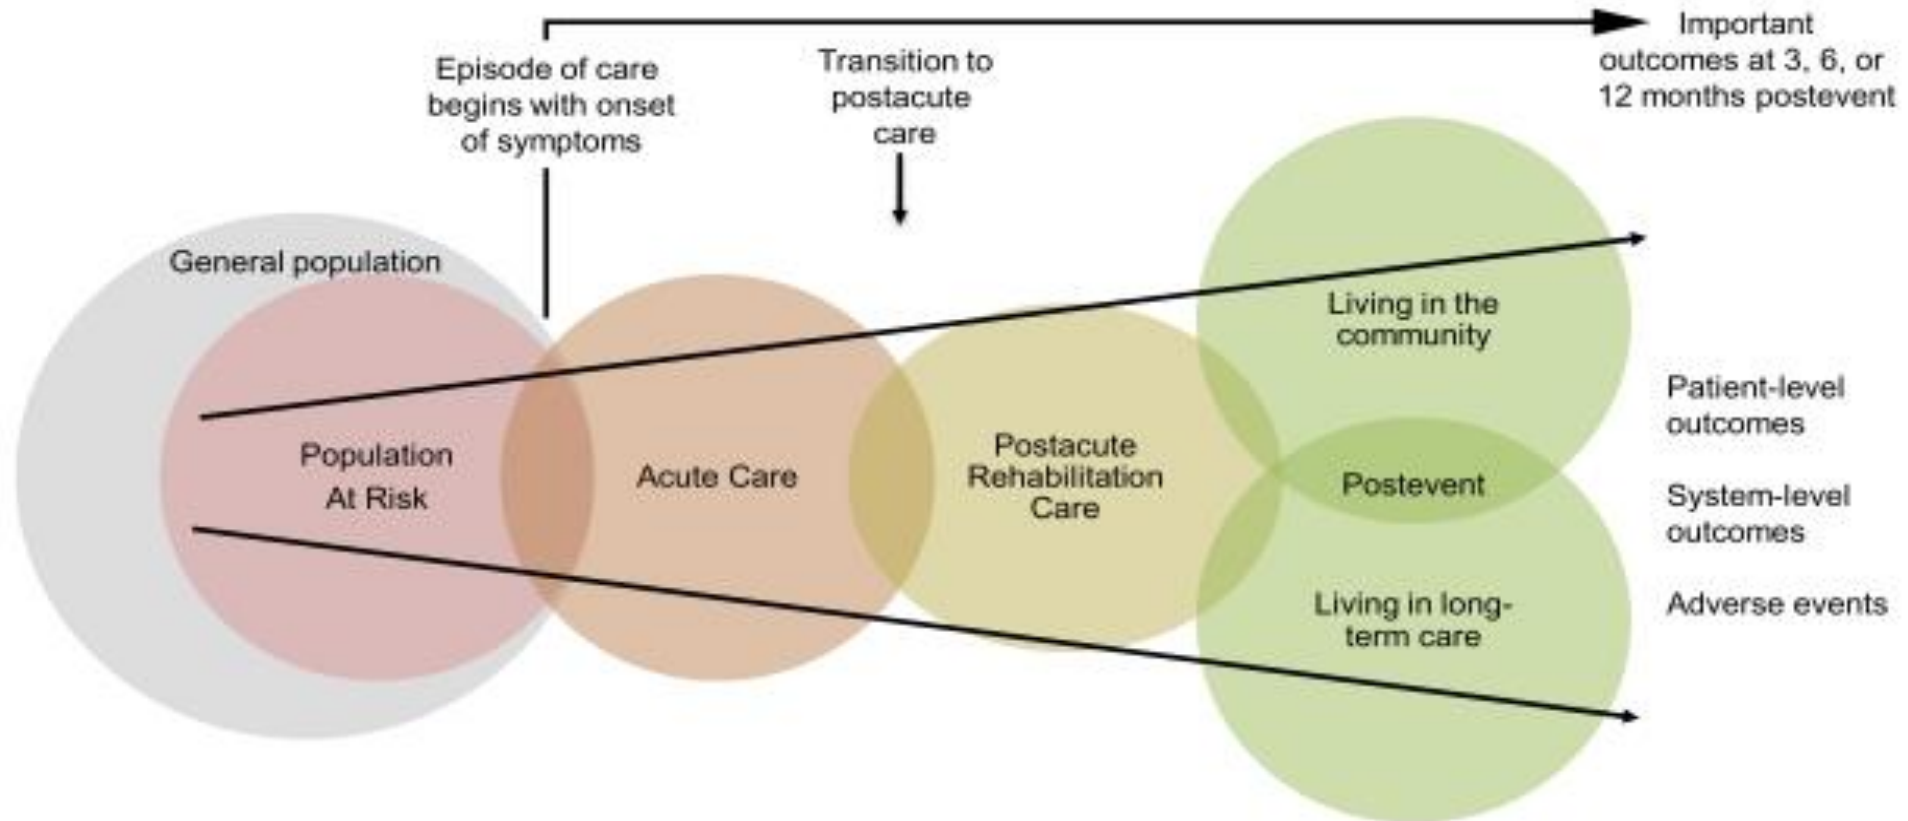 Important
outcomes at 3, 6, or
12 months postevent
Episode of care
begins with onset
of symptoms
Transition to
postacute
care
General population
Population
At Risk
Acute Care
Postacute
Rehabilitation
Care
Living in the
community
Postevent
Living in long-
term care
Patient-level
outcomes
System-level
outcomes
Adverse events